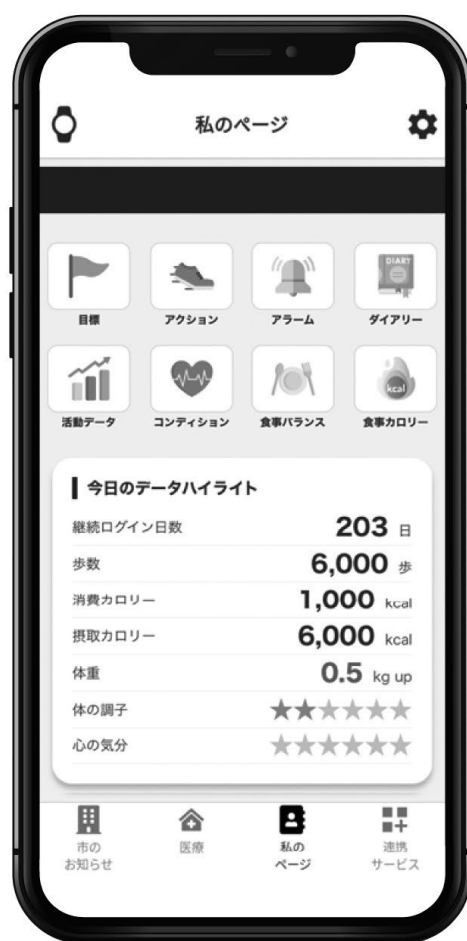 私のページ
DIARY
目標 アクション アラーム ダイアリー
kcal
活動データ コンディション 食事バランス 食事カロリー
今日のデータハイライト
継続ログイン日数 203 日
歩数 6,000 歩
消費カロリー 1,000 kcal
摂取カロリー 6,000 kcal
体重 0.5 kg up
体の調子 ★★★★★★
心の気分 ★★★★★★
市の 医療 私の 連携
お知らせ ページ サービス